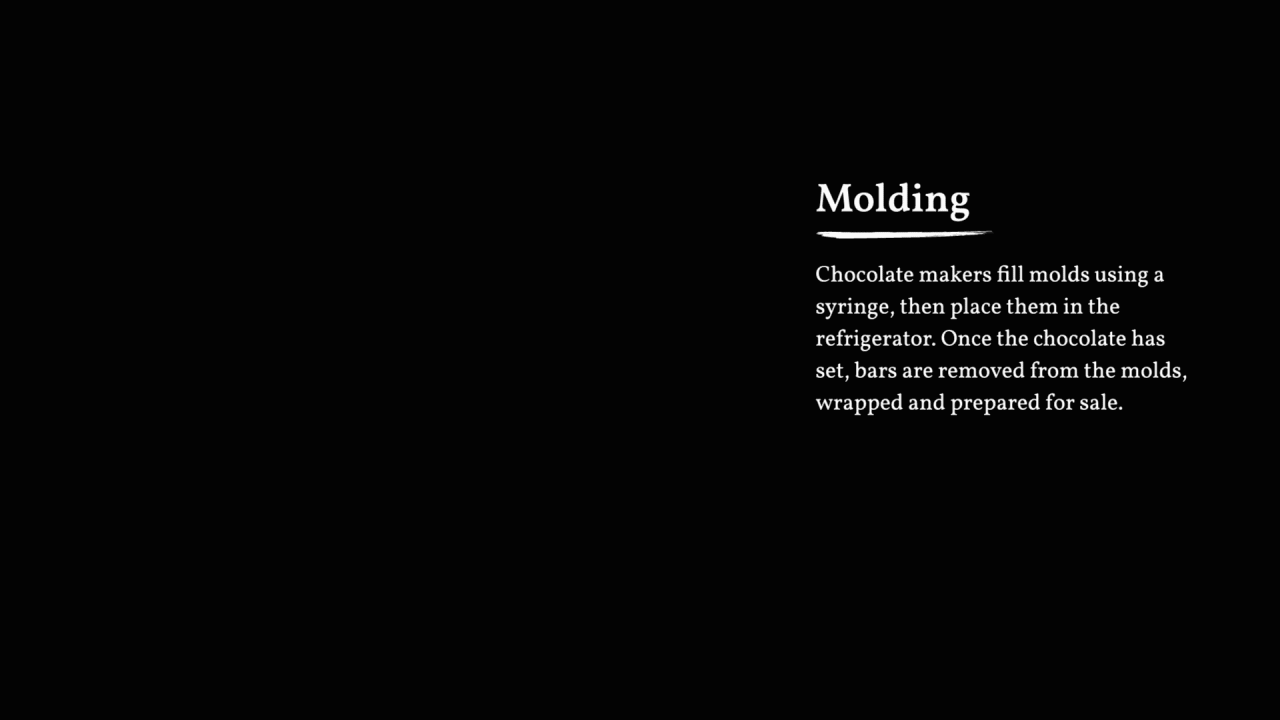 Molding
Chocolate makers fill molds using a
syringe, then place them in the
refrigerator. Once the chocolate has
set, bars are removed from the molds,
wrapped and prepared for sale.